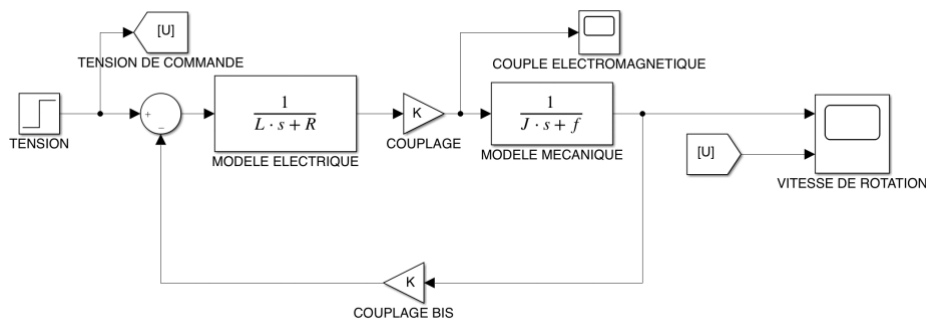 [U]
TENSION DE COMMANDE
COUPLE ELECTROMAGNETIQUE
+
−
1
L · s + R
K
1
J · s + f
[U]
TENSION
MODELE ELECTRIQUE
COUPLAGE
MODELE MECANIQUE
VITESSE DE ROTATION
K
COUPLAGE BIS